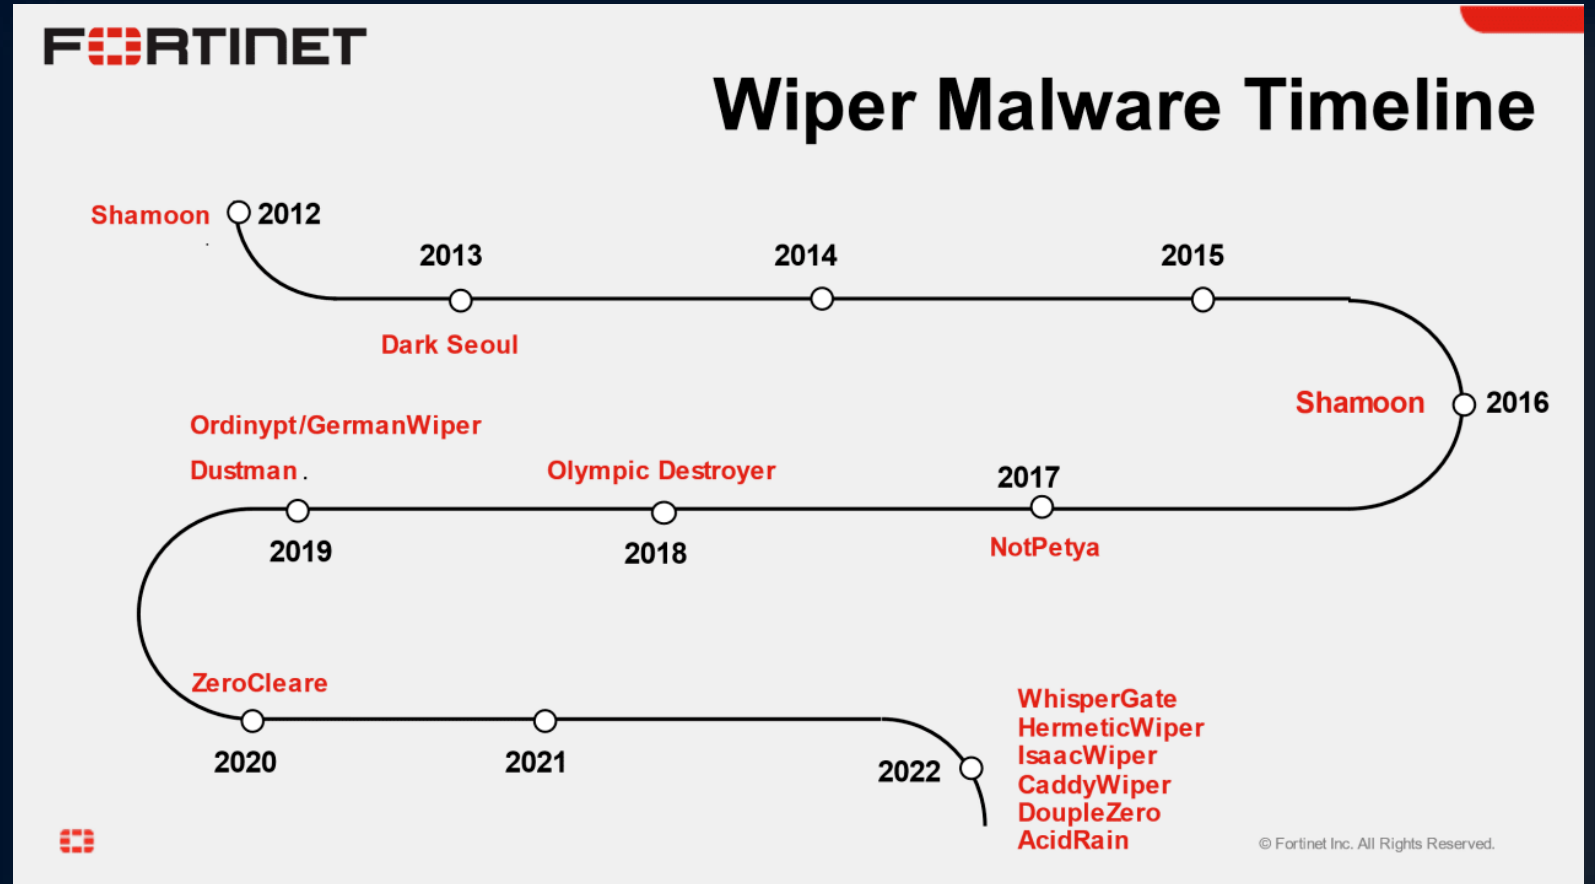 FORTINET
Wiper Malware Timeline
Shamoon 2012
2013
2014
2015
Dark Seoul
Shamoon 2016
Ordinypt/GermanWiper
Dustman .
Olympic Destroyer
2017
2019
2018
NotPetya
ZeroCleare
2020
2021
2022
WhisperGate
HermeticWiper
IsaacWiper
CaddyWiper
DoupleZero
AcidRain
© Fortinet Inc. All Rights Reserved.